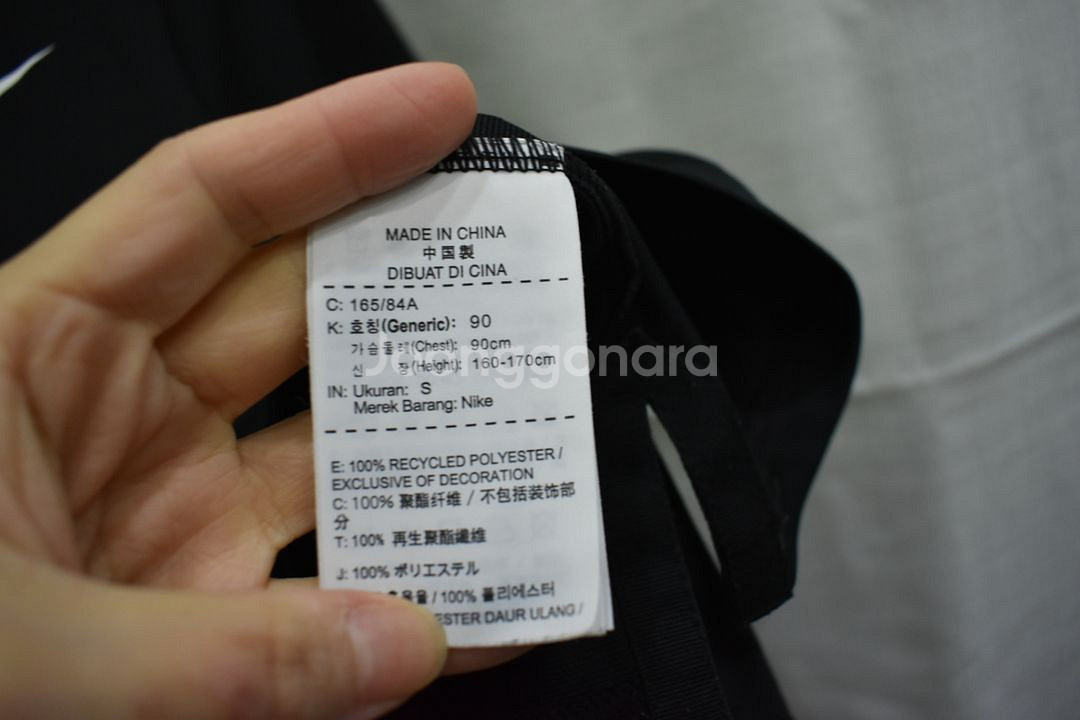 MADE IN CHINA
中国製
DIBUAT DI CINA
C: 165/84A
K: 호칭(Generic): 90
가슴둘레(Chest): 90cm
신 장(Height): 160-170cm
IN: Ukuran: S
Merek Barang: Nike
E: 100% RECYCLED POLYESTER /
EXCLUSIVE OF DECORATION
C: 100% 聚酯纤维 / 不包括装饰部
分
T: 100% 再生聚酯纖維
J: 100% ポリエステル
/ 100% 폴리에스터
DAUR ULANG /
Joonggonara